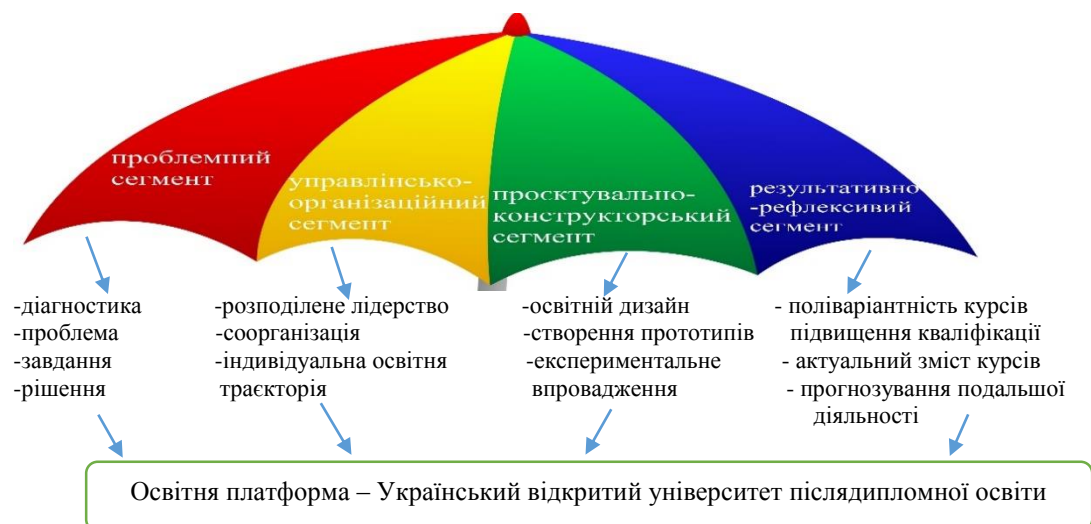 проблемний
сегмент
управлінсько-
організаційний
сегмент
проєктувально-
конструкторський
сегмент
результативно
-рефлексивий
сегмент
-діагностика
-проблема
-завдання
-рішення
-розподілене лідерство
-соорганізація
-індивідуальна освітня
траєкторія
-освітній дизайн
-створення прототипів
-експериментальне
впровадження
- поліваріантність курсів
підвищення кваліфікації
- актуальний зміст курсів
- прогнозування подальшої
діяльності
Освітня платформа – Український відкритий університет післядипломної освіти